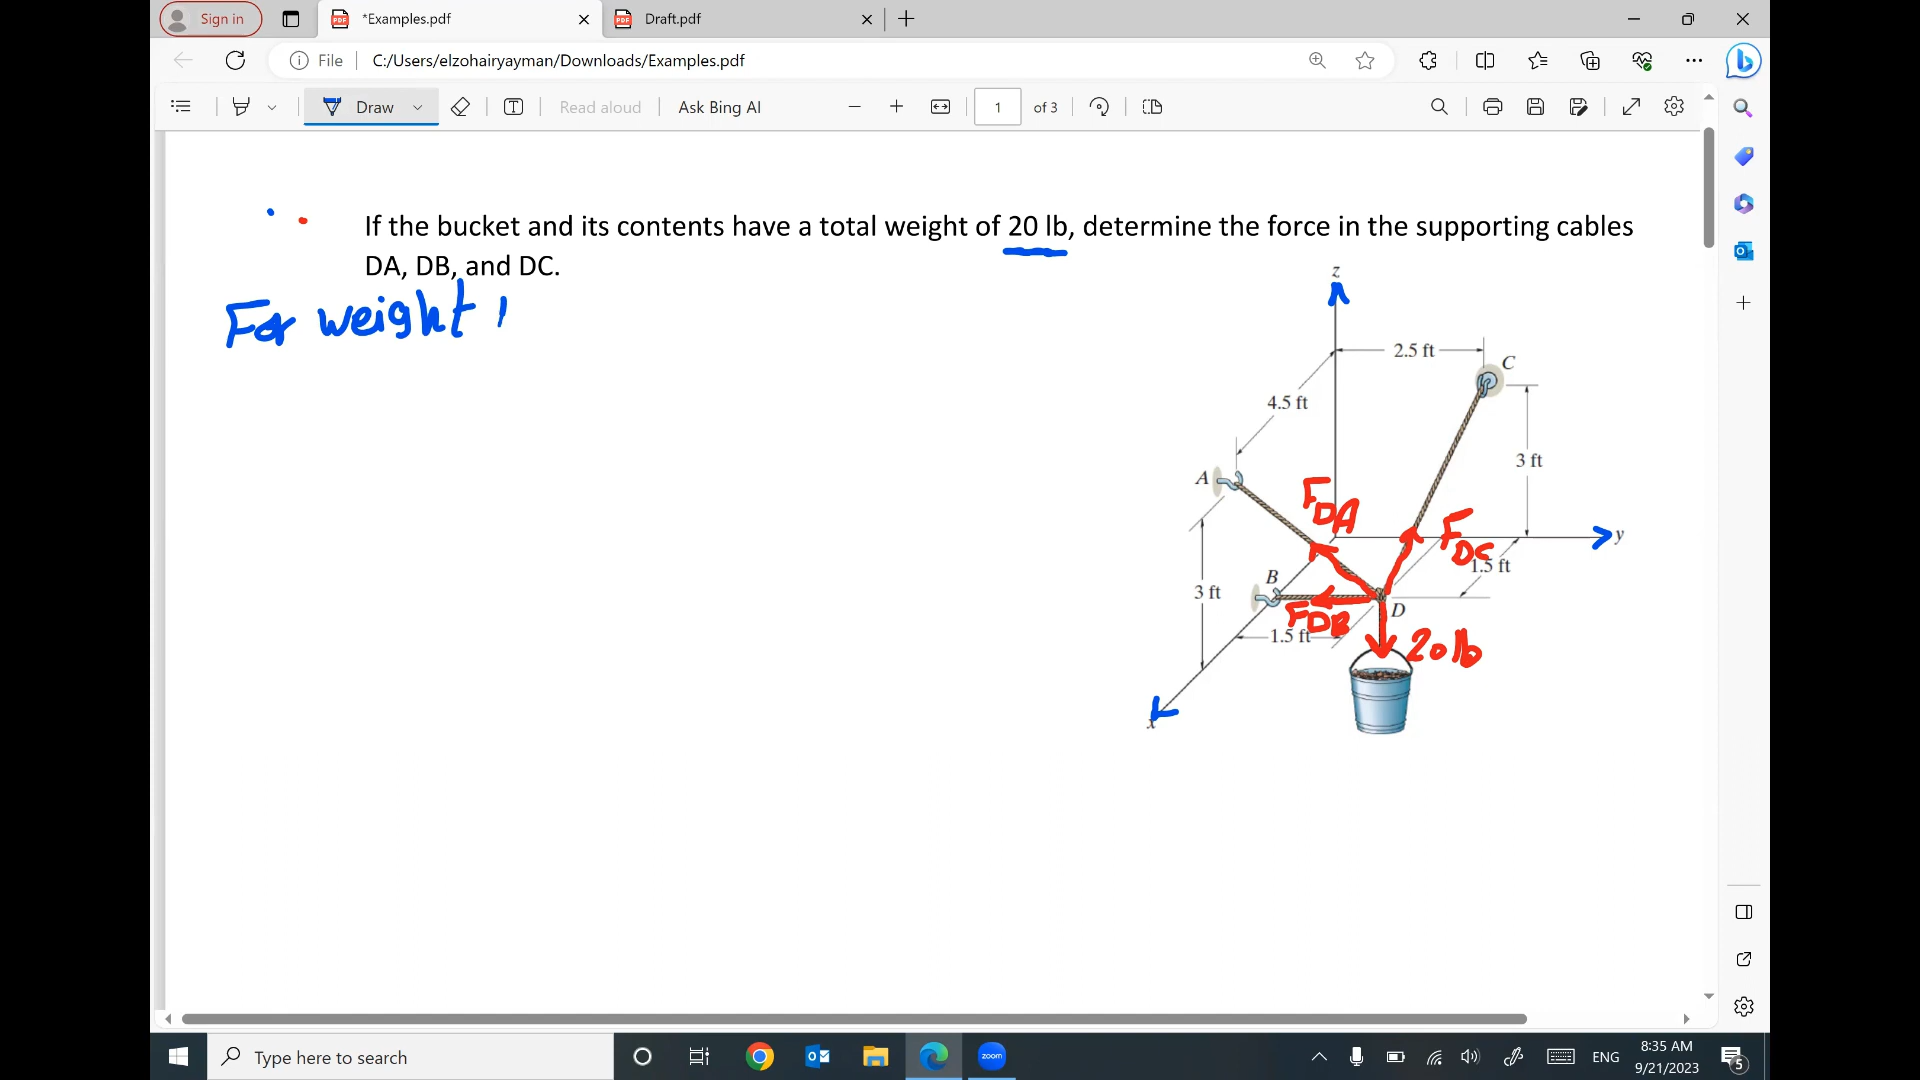 Sign in
*Examples.pdf
Draft.pdf
File
C:/Users/elzohairyayman/Downloads/Examples.pdf
Draw
Read aloud
Ask Bing AI
1
of 3
If the bucket and its contents have a total weight of 20 lb, determine the force in the supporting cables
DA, DB, and DC.
For weight
z
2.5 ft
C
4.5 ft
3 ft
A
FDA
FDC
y
1.5 ft
B
3 ft
FDB
D
1.5 ft
20 lb
x
Type here to search
zoom
ENG
8:35 AM
9/21/2023
5